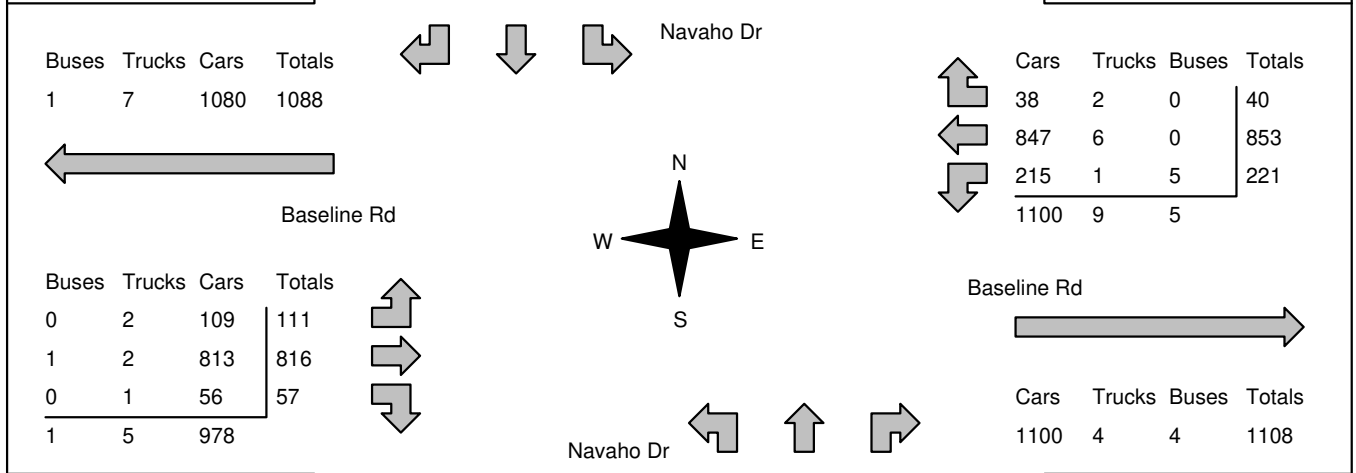 Navaho Dr
Buses Trucks Cars Totals
1 7 1080 1088
Cars Trucks Buses Totals
38 2 0 40
847 6 0 853
215 1 5 221
1100 9 5
Baseline Rd
N
W E
S
Buses Trucks Cars Totals
0 2 109 111
1 2 813 816
0 1 56 57
1 5 978
Baseline Rd
Cars Trucks Buses Totals
1100 4 4 1108
Navaho Dr